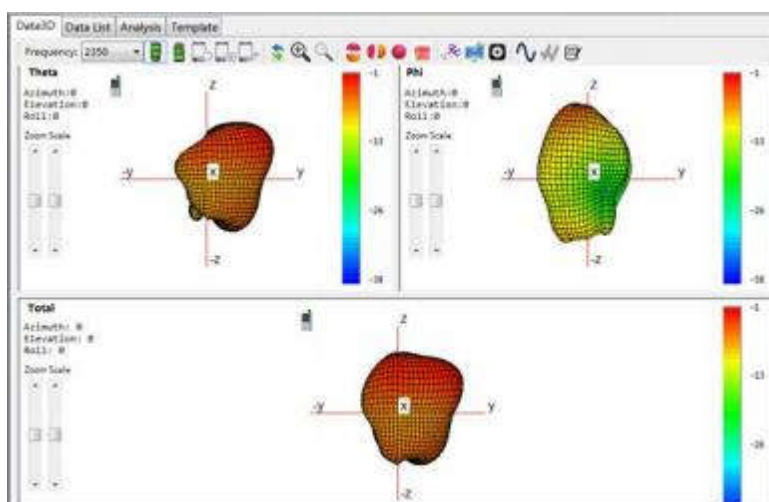 Data3D Data List Analysis Template
Frequency: 2350
Theta
Azimuth:0
Elevation:0
Roll:0
Zoom Scale
z
-y
x
y
-z
-1
-13
-26
-38
Phi
Azimuth:0
Elevation:0
Roll:0
Zoom Scale
z
-y
x
y
-z
-1
-13
-26
-38
Total
Azimuth: 0
Elevation: 0
Roll: 0
Zoom Scale
z
-y
x
y
-z
-1
-13
-26